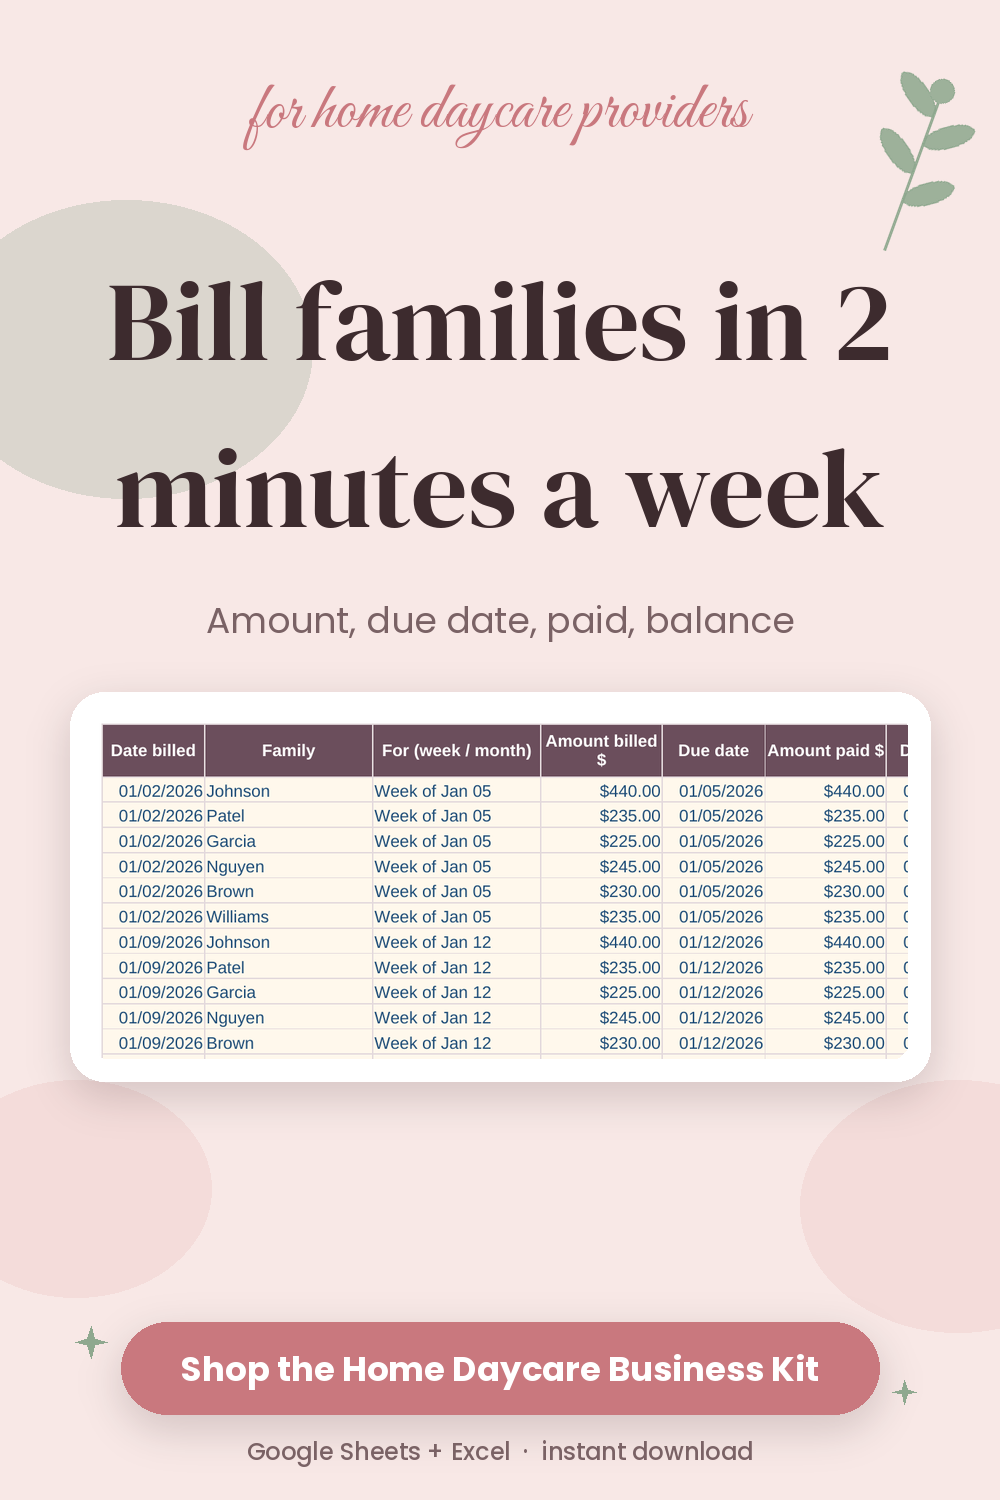 for home daycare providers
Bill families in 2
minutes a week
Amount, due date, paid, balance
Date billed Family For (week / month) Amount billed $ Due date Amount paid $
01/02/2026 Johnson Week of Jan 05 $440.00 01/05/2026 $440.00
01/02/2026 Patel Week of Jan 05 $235.00 01/05/2026 $235.00
01/02/2026 Garcia Week of Jan 05 $225.00 01/05/2026 $225.00
01/02/2026 Nguyen Week of Jan 05 $245.00 01/05/2026 $245.00
01/02/2026 Brown Week of Jan 05 $230.00 01/05/2026 $230.00
01/02/2026 Williams Week of Jan 05 $235.00 01/05/2026 $235.00
01/09/2026 Johnson Week of Jan 12 $440.00 01/12/2026 $440.00
01/09/2026 Patel Week of Jan 12 $235.00 01/12/2026 $235.00
01/09/2026 Garcia Week of Jan 12 $225.00 01/12/2026 $225.00
01/09/2026 Nguyen Week of Jan 12 $245.00 01/12/2026 $245.00
01/09/2026 Brown Week of Jan 12 $230.00 01/12/2026 $230.00
Shop the Home Daycare Business Kit
Google Sheets + Excel · instant download